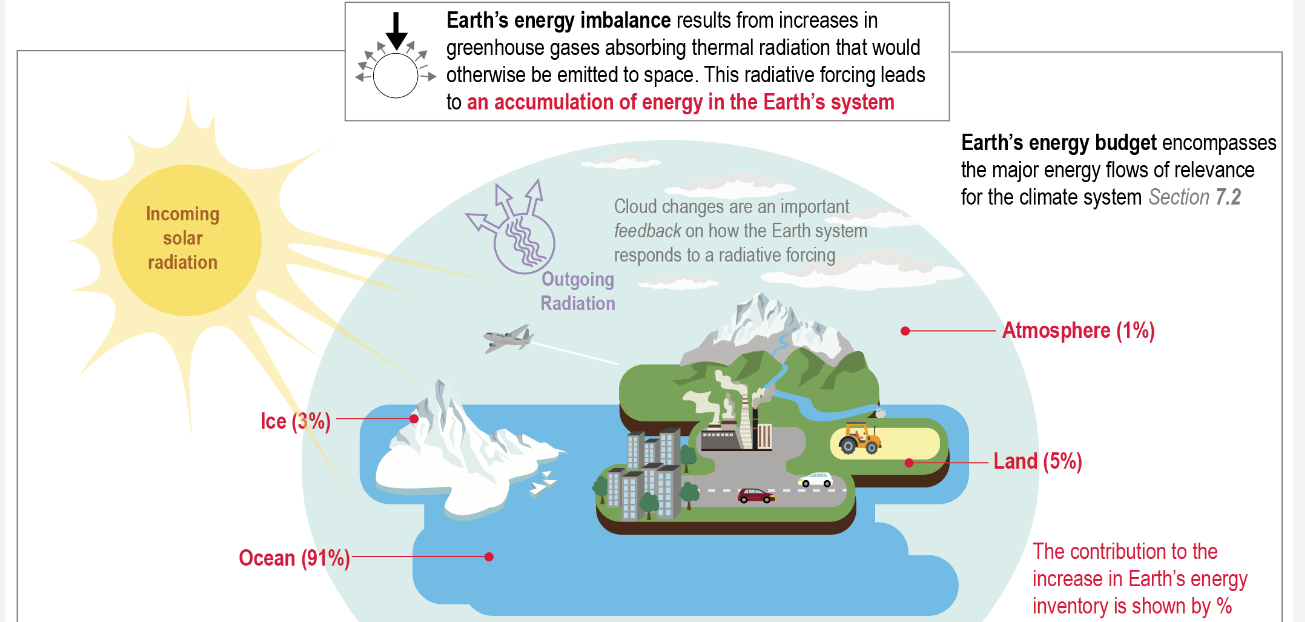 Earth's energy imbalance results from increases in
greenhouse gases absorbing thermal radiation that would
otherwise be emitted to space. This radiative forcing leads
to an accumulation of energy in the Earth's system
Earth's energy budget encompasses
the major energy flows of relevance
for the climate system Section 7.2
Incoming
solar
radiation
Cloud changes are an important
feedback on how the Earth system
responds to a radiative forcing
Outgoing
Radiation
Atmosphere (1%)
Ice (3%)
Land (5%)
Ocean (91%)
The contribution to the
increase in Earth's energy
inventory is shown by %